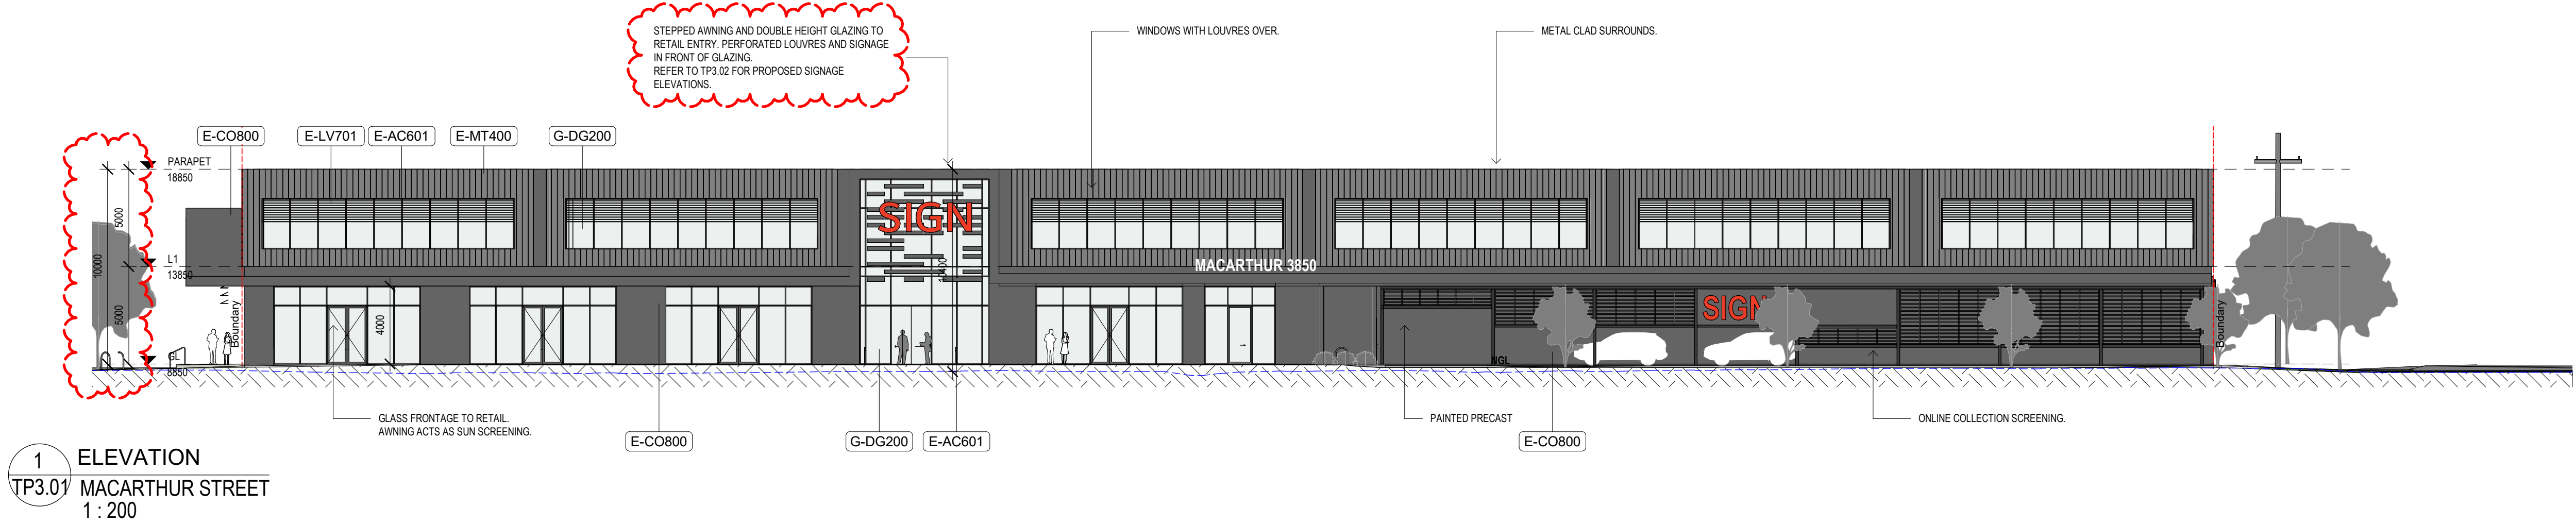 STEPPED AWNING AND DOUBLE HEIGHT GLAZING TO
RETAIL ENTRY. PERFORATED LOUVRES AND SIGNAGE
IN FRONT OF GLAZING.
REFER TO TP3.02 FOR PROPOSED SIGNAGE
ELEVATIONS.
WINDOWS WITH LOUVRES OVER.
METAL CLAD SURROUNDS.
E-CO800
E-LV701
E-AC601
E-MT400
G-DG200
PARAPET
18850
5000
10000
L1
13850
5000
GL
8850
Boundary
4000
SIGN
MACARTHUR 3850
SIGN
NGL
Boundary
GLASS FRONTAGE TO RETAIL.
AWNING ACTS AS SUN SCREENING.
E-CO800
G-DG200
E-AC601
PAINTED PRECAST
E-CO800
ONLINE COLLECTION SCREENING.
1
TP3.01
ELEVATION
MACARTHUR STREET
1 : 200